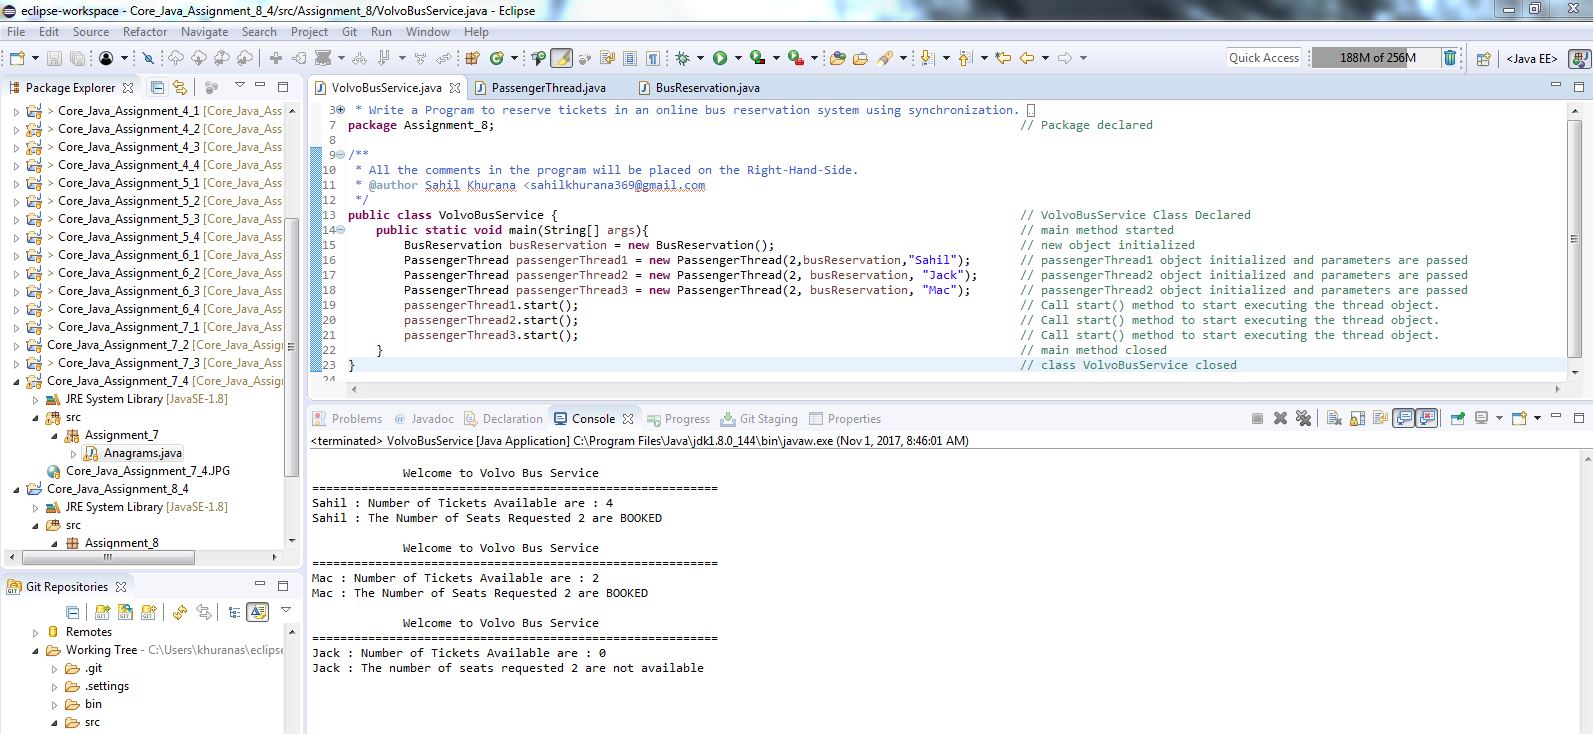 eclipse-workspace - Core_Java_Assignment_8_4/src/Assignment_8/VolvoBusService.java - Eclipse
File Edit Source Refactor Navigate Search Project Git Run Window Help
Quick Access 188M of 256M <Java EE>
Package Explorer
> Core_Java_Assignment_4_1 [Core_Java_Ass
> Core_Java_Assignment_4_2 [Core_Java_Ass
> Core_Java_Assignment_4_3 [Core_Java_Ass
> Core_Java_Assignment_4_4 [Core_Java_Ass
> Core_Java_Assignment_5_1 [Core_Java_Ass
> Core_Java_Assignment_5_2 [Core_Java_Ass
> Core_Java_Assignment_5_3 [Core_Java_Ass
> Core_Java_Assignment_5_4 [Core_Java_Ass
> Core_Java_Assignment_6_1 [Core_Java_Ass
> Core_Java_Assignment_6_2 [Core_Java_Ass
> Core_Java_Assignment_6_3 [Core_Java_Ass
> Core_Java_Assignment_6_4 [Core_Java_Ass
> Core_Java_Assignment_7_1 [Core_Java_Ass
Core_Java_Assignment_7_2 [Core_Java_Assig
> Core_Java_Assignment_7_3 [Core_Java_Ass
Core_Java_Assignment_7_4 [Core_Java_Assig
JRE System Library [JavaSE-1.8]
src
Assignment_7
Anagrams.java
Core_Java_Assignment_7_4.JPG
Core_Java_Assignment_8_4
JRE System Library [JavaSE-1.8]
src
Assignment_8
Git Repositories
Remotes
Working Tree - C:\Users\khuranas\eclipse
.git
.settings
bin
src
VolvoBusService.java PassengerThread.java BusReservation.java
3 * Write a Program to reserve tickets in an online bus reservation system using synchronization.
7 package Assignment_8; // Package declared
8
9 /**
10 * All the comments in the program will be placed on the Right-Hand-Side.
11 * @author Sahil Khurana <sahilkhurana369@gmail.com
12 */
13 public class VolvoBusService { // VolvoBusService Class Declared
14 public static void main(String[] args){ // main method started
15 BusReservation busReservation = new BusReservation(); // new object initialized
16 PassengerThread passengerThread1 = new PassengerThread(2,busReservation,"Sahil"); // passengerThread1 object initialized and parameters are passed
17 PassengerThread passengerThread2 = new PassengerThread(2, busReservation, "Jack"); // passengerThread2 object initialized and parameters are passed
18 PassengerThread passengerThread3 = new PassengerThread(2, busReservation, "Mac"); // passengerThread2 object initialized and parameters are passed
19 passengerThread1.start(); // Call start() method to start executing the thread object.
20 passengerThread2.start(); // Call start() method to start executing the thread object.
21 passengerThread3.start(); // Call start() method to start executing the thread object.
22 } // main method closed
23 } // class VolvoBusService closed
24
Problems Javadoc Declaration Console Progress Git Staging Properties
<terminated> VolvoBusService [Java Application] C:\Program Files\Java\jdk1.8.0_144\bin\javaw.exe (Nov 1, 2017, 8:46:01 AM)
Welcome to Volvo Bus Service
==========================================================
Sahil : Number of Tickets Available are : 4
Sahil : The Number of Seats Requested 2 are BOOKED
Welcome to Volvo Bus Service
==========================================================
Mac : Number of Tickets Available are : 2
Mac : The Number of Seats Requested 2 are BOOKED
Welcome to Volvo Bus Service
==========================================================
Jack : Number of Tickets Available are : 0
Jack : The number of seats requested 2 are not available